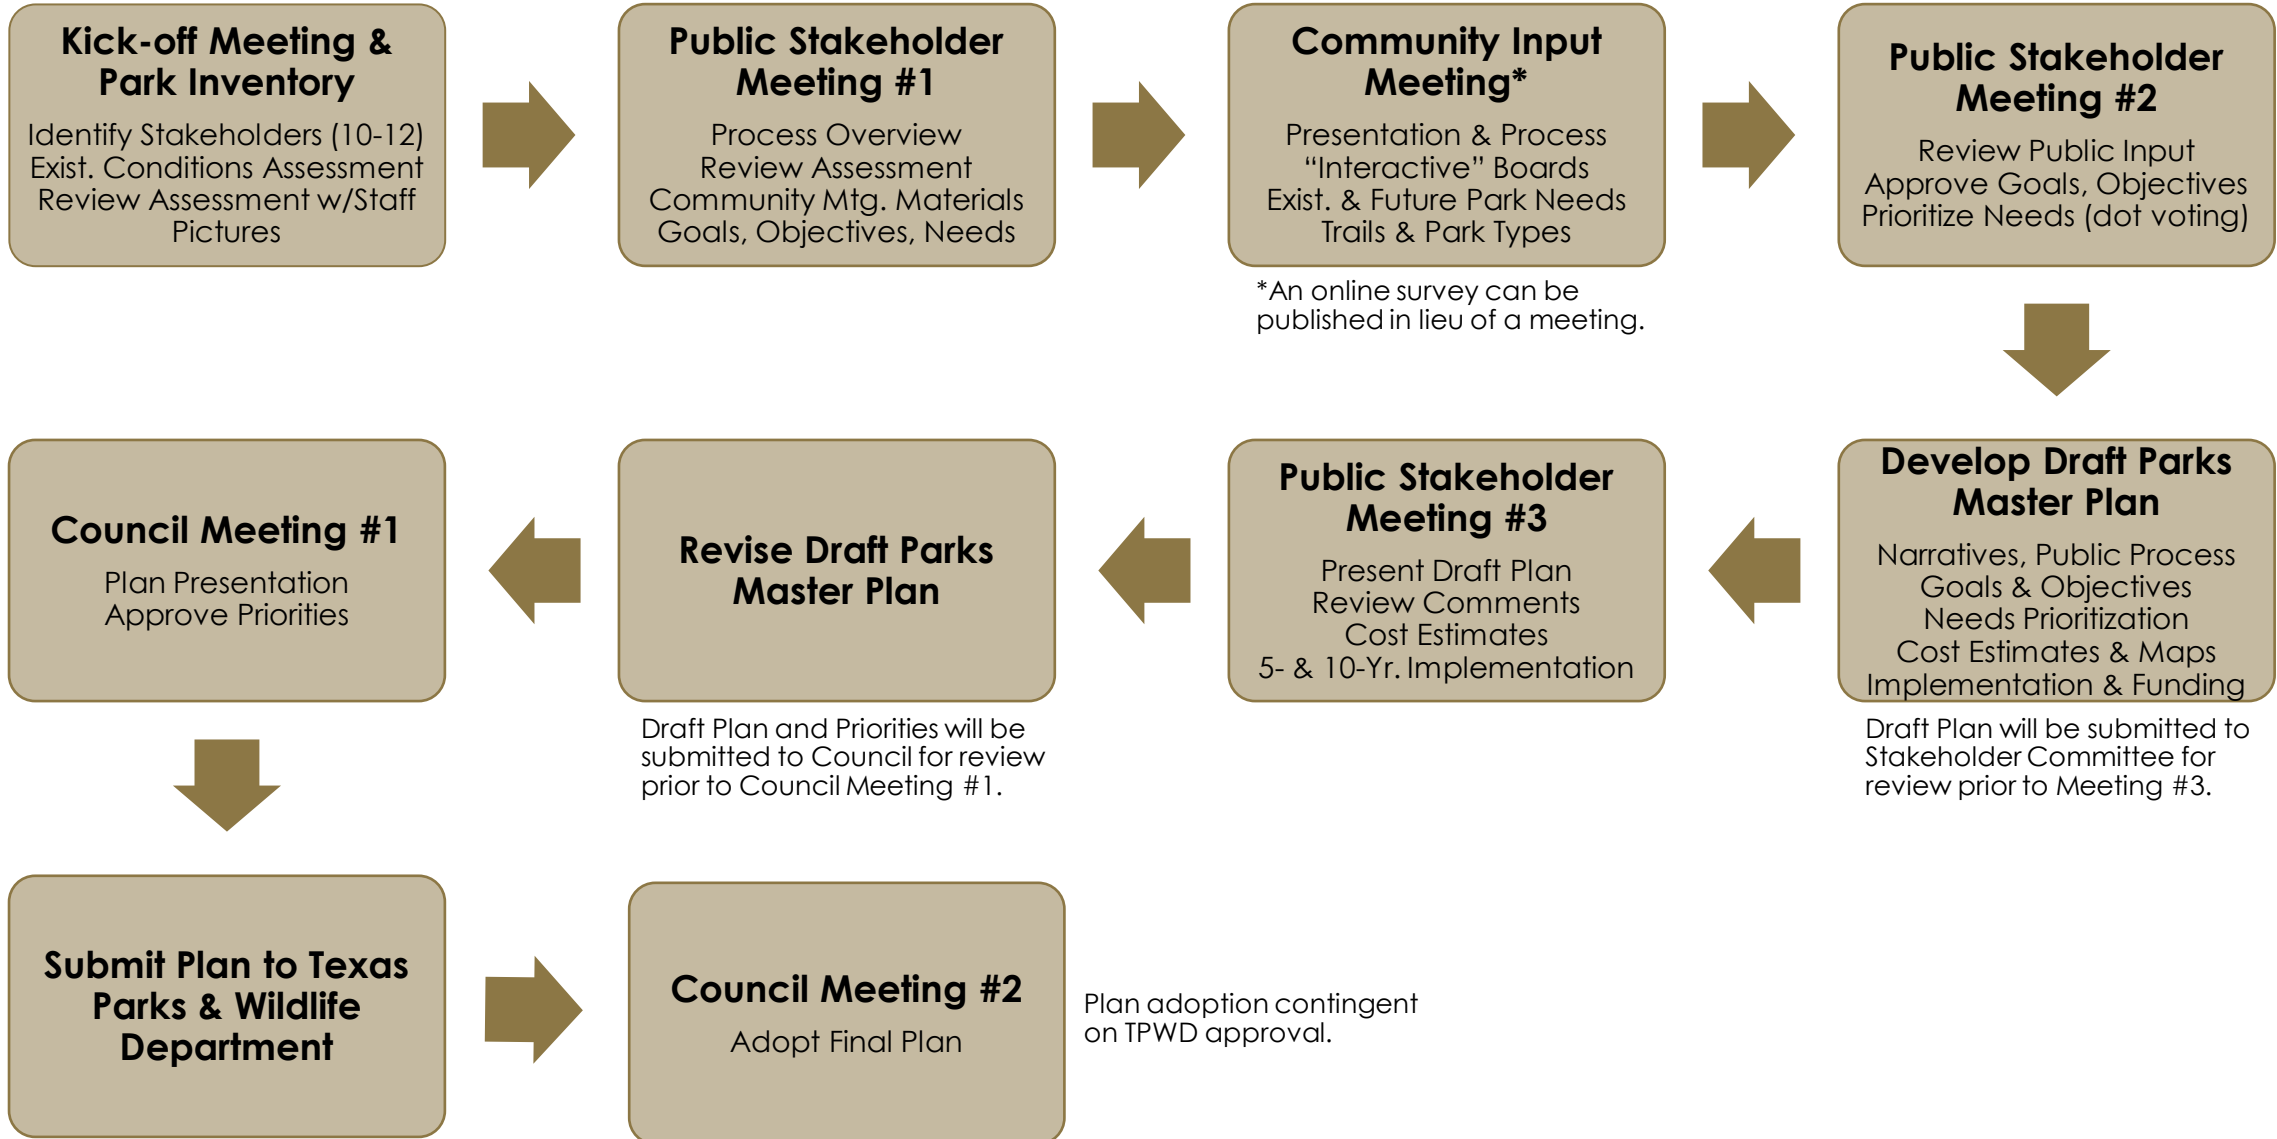 Kick-off Meeting &
Park Inventory
Identify Stakeholders (10-12)
Exist. Conditions Assessment
Review Assessment w/Staff
Pictures
Public Stakeholder
Meeting #1
Process Overview
Review Assessment
Community Mtg. Materials
Goals, Objectives, Needs
Community Input
Meeting*
Presentation & Process
“Interactive” Boards
Exist. & Future Park Needs
Trails & Park Types
*An online survey can be
published in lieu of a meeting.
Public Stakeholder
Meeting #2
Review Public Input
Approve Goals, Objectives
Prioritize Needs (dot voting)
Develop Draft Parks
Master Plan
Narratives, Public Process
Goals & Objectives
Needs Prioritization
Cost Estimates & Maps
Implementation & Funding
Draft Plan will be submitted to
Stakeholder Committee for
review prior to Meeting #3.
Public Stakeholder
Meeting #3
Present Draft Plan
Review Comments
Cost Estimates
5- & 10-Yr. Implementation
Revise Draft Parks
Master Plan
Draft Plan and Priorities will be
submitted to Council for review
prior to Council Meeting #1.
Council Meeting #1
Plan Presentation
Approve Priorities
Submit Plan to Texas
Parks & Wildlife
Department
Council Meeting #2
Adopt Final Plan
Plan adoption contingent
on TPWD approval.